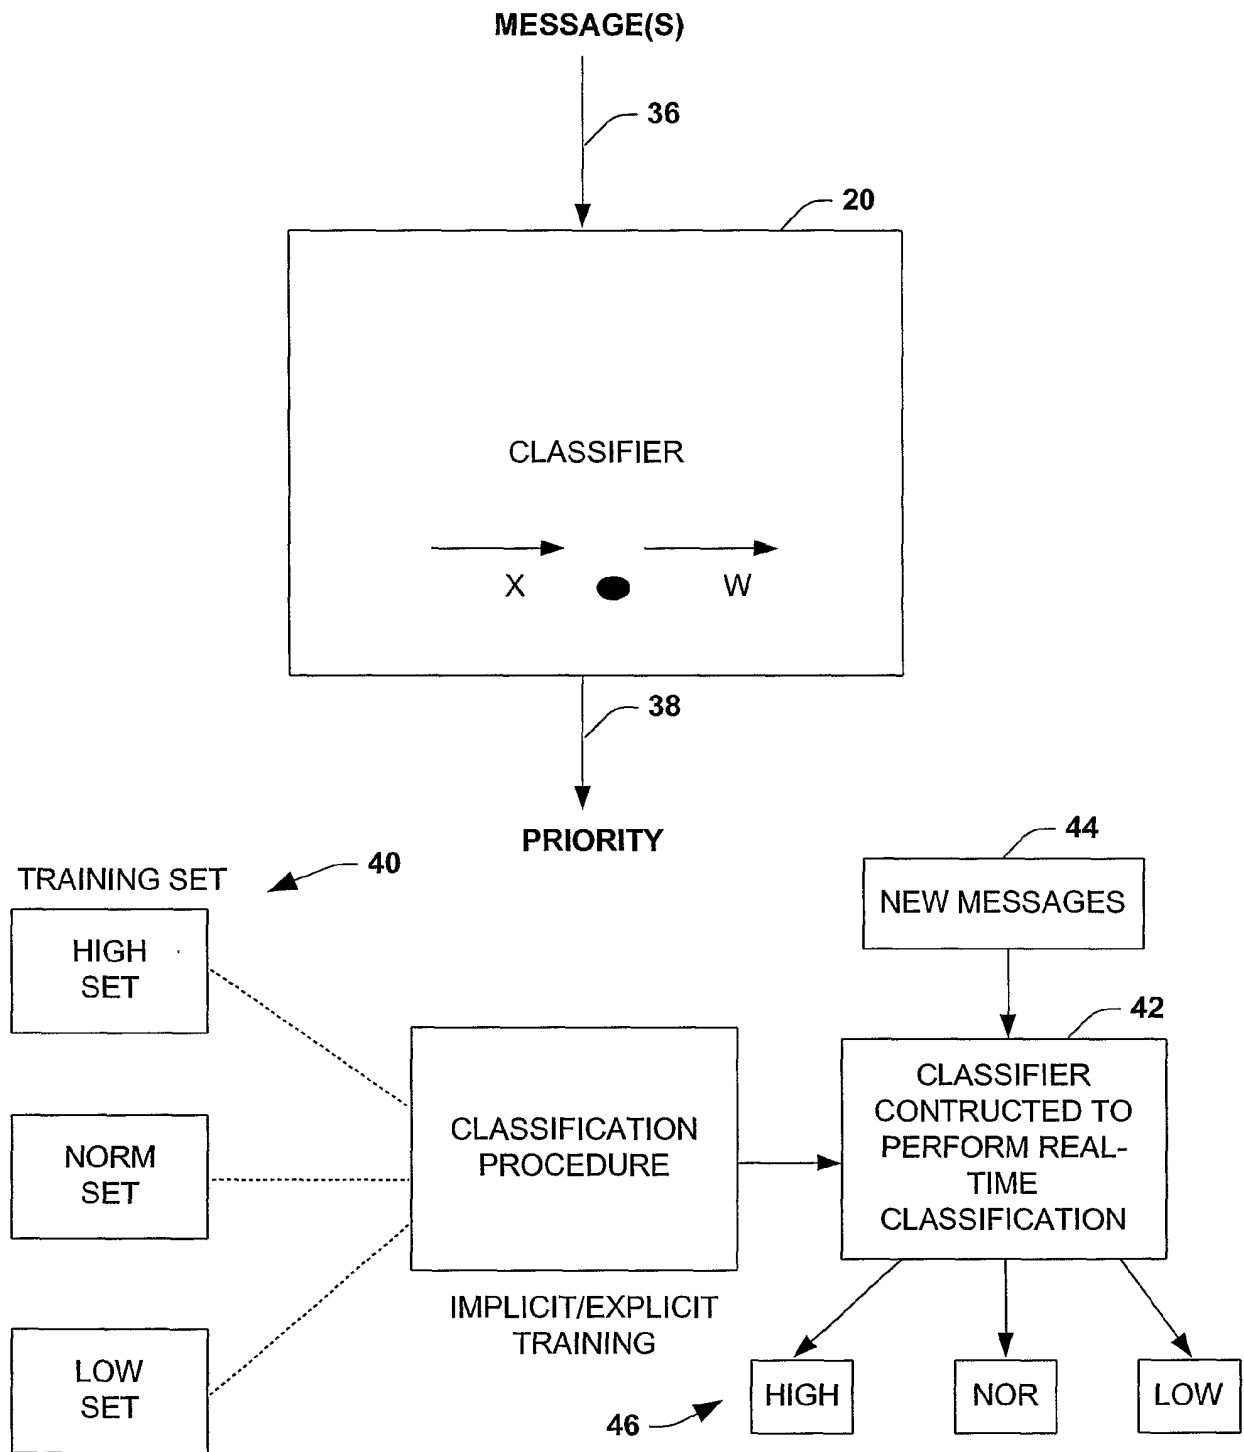 MESSAGE(S)
36
20
CLASSIFIER
X
W
38
PRIORITY
44
40
TRAINING SET
NEW MESSAGES
HIGH
SET
42
CLASSIFIER
CONTRUCTED TO
PERFORM REAL-
TIME
CLASSIFICATION
CLASSIFICATION
PROCEDURE
NORM
SET
IMPLICIT/EXPLICIT
TRAINING
LOW
SET
HIGH
NOR
LOW
46